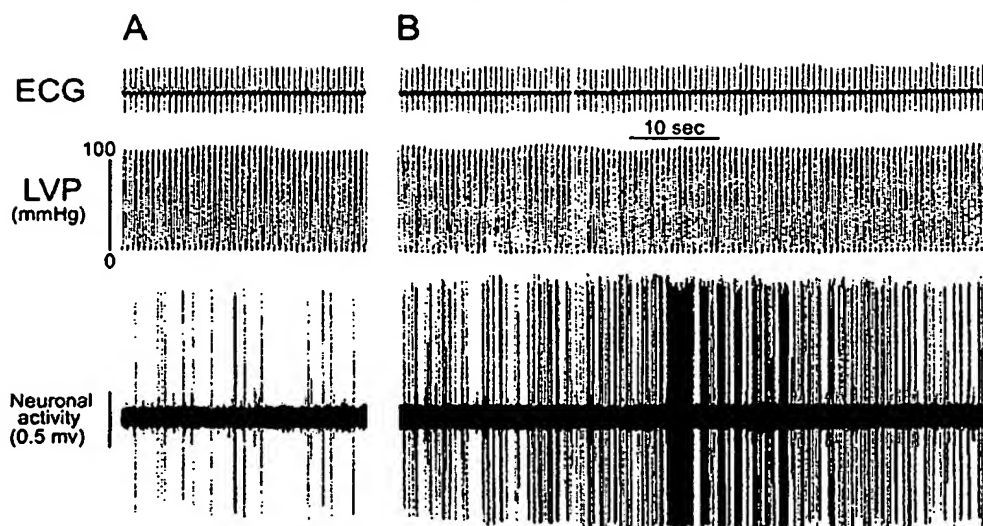 A
B
ECG
10 sec
100
LVP
(mmHg)
0
Neuronal
activity
(0.5 mv)